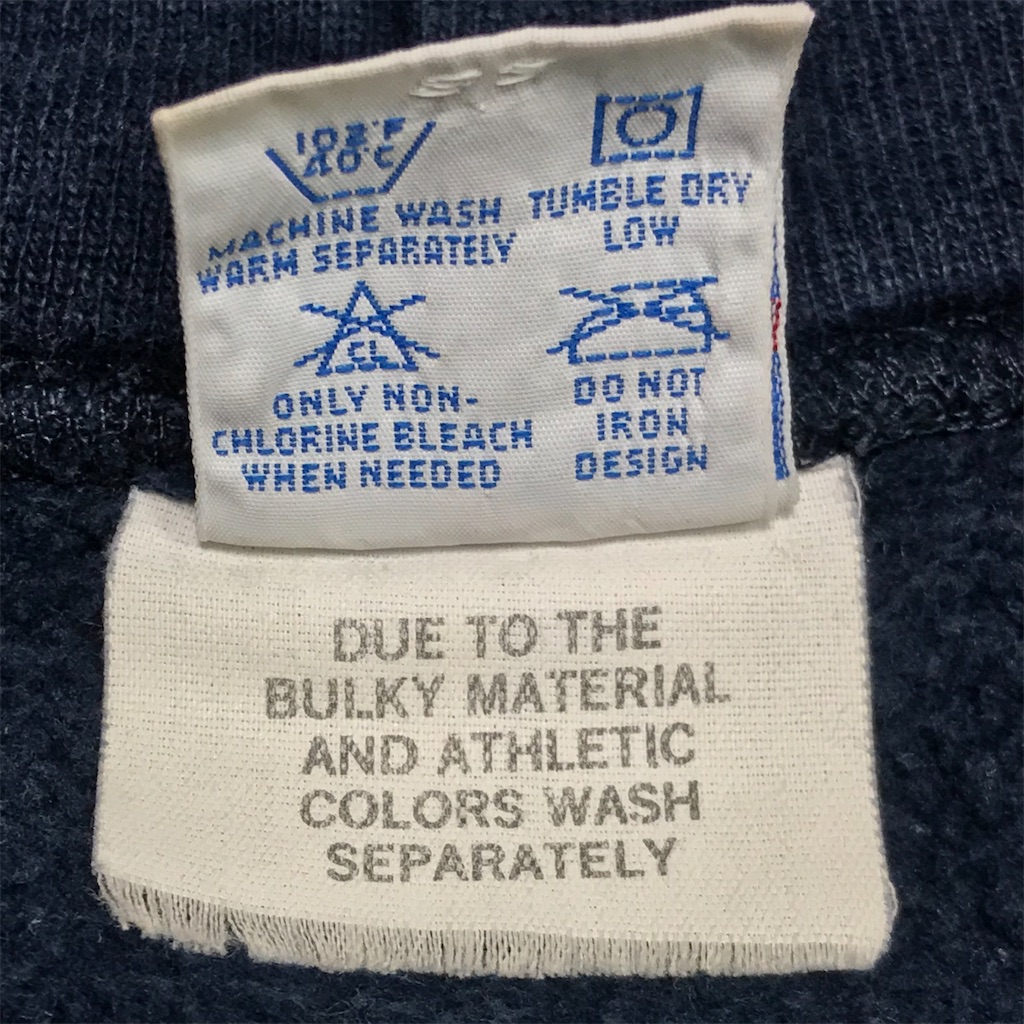 103°F
40°C
MACHINE WASH
WARM SEPARATELY
TUMBLE DRY
LOW
CL
ONLY NON-
CHLORINE BLEACH
WHEN NEEDED
DO NOT
IRON
DESIGN
DUE TO THE
BULKY MATERIAL
AND ATHLETIC
COLORS WASH
SEPARATELY